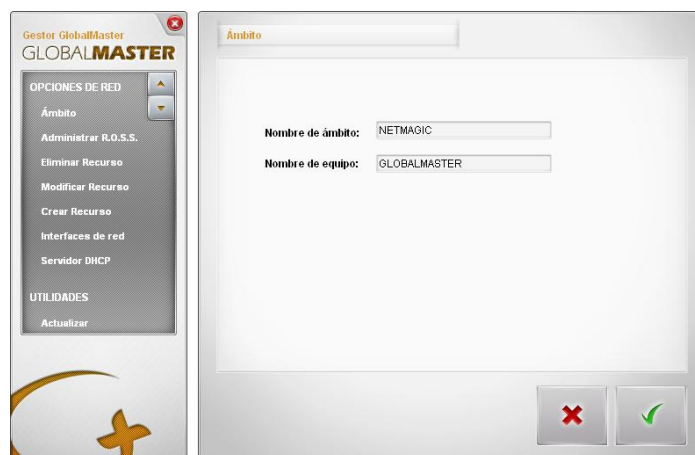 Gestor GlobalMaster
GLOBALMASTER
OPCIONES DE RED
Ámbito
Administrar R.O.S.S.
Eliminar Recurso
Modificar Recurso
Crear Recurso
Interfaces de red
Servidor DHCP
UTILIDADES
Actualizar
Ámbito
Nombre de ámbito: NETMAGIC
Nombre de equipo: GLOBALMASTER